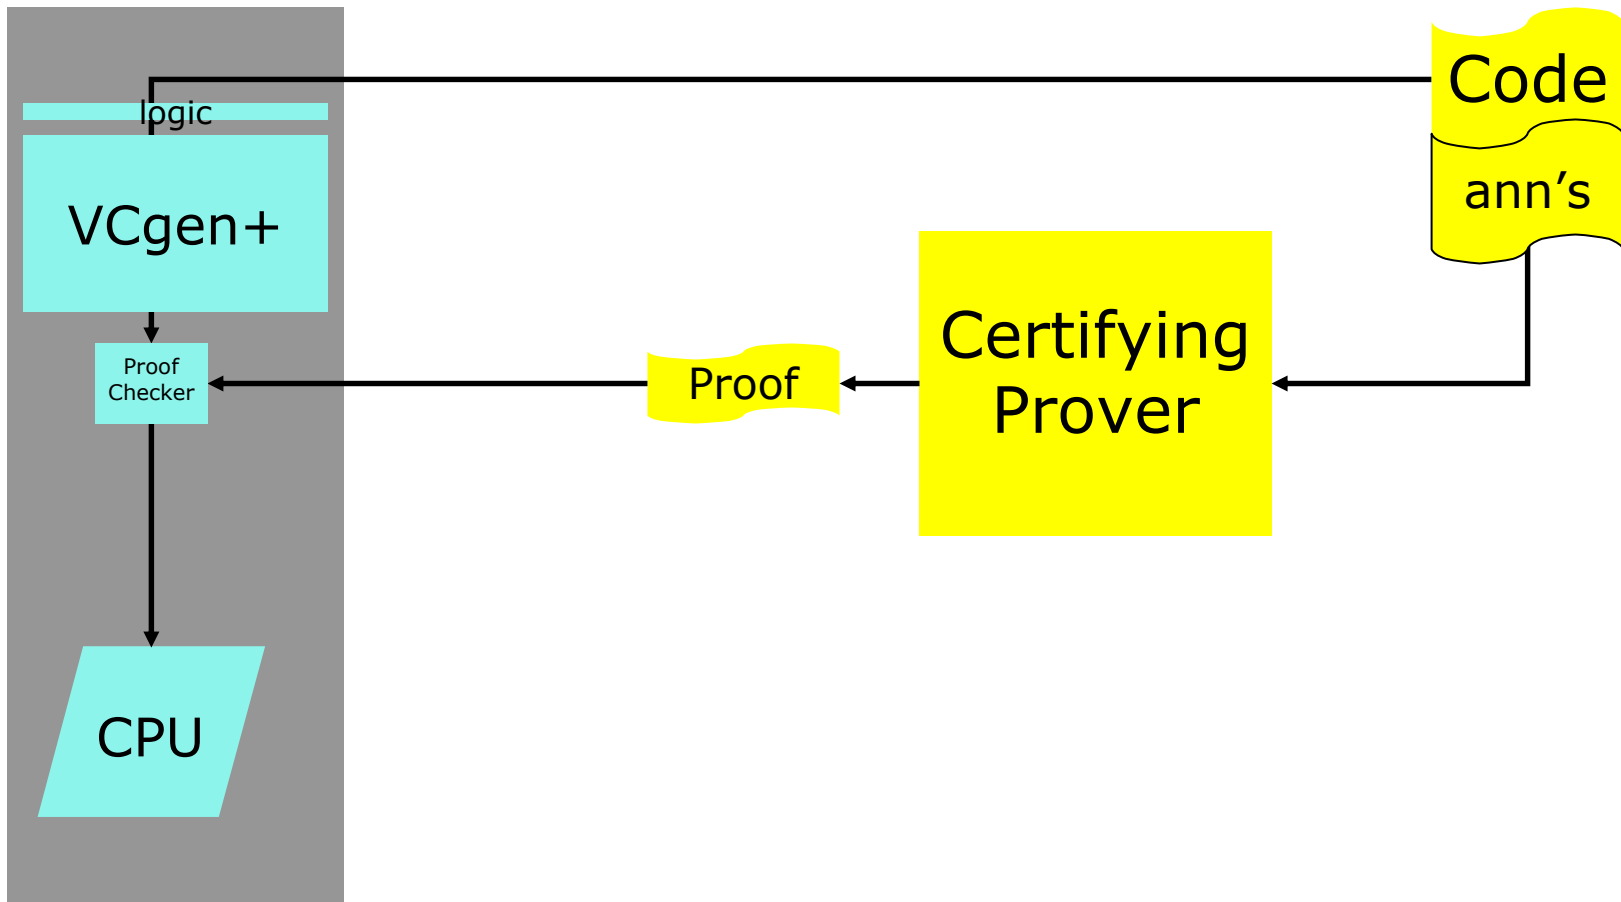 Code
logic
ann’s
VCgen+
Certifying
Prover
Proof
Checker
Proof
CPU